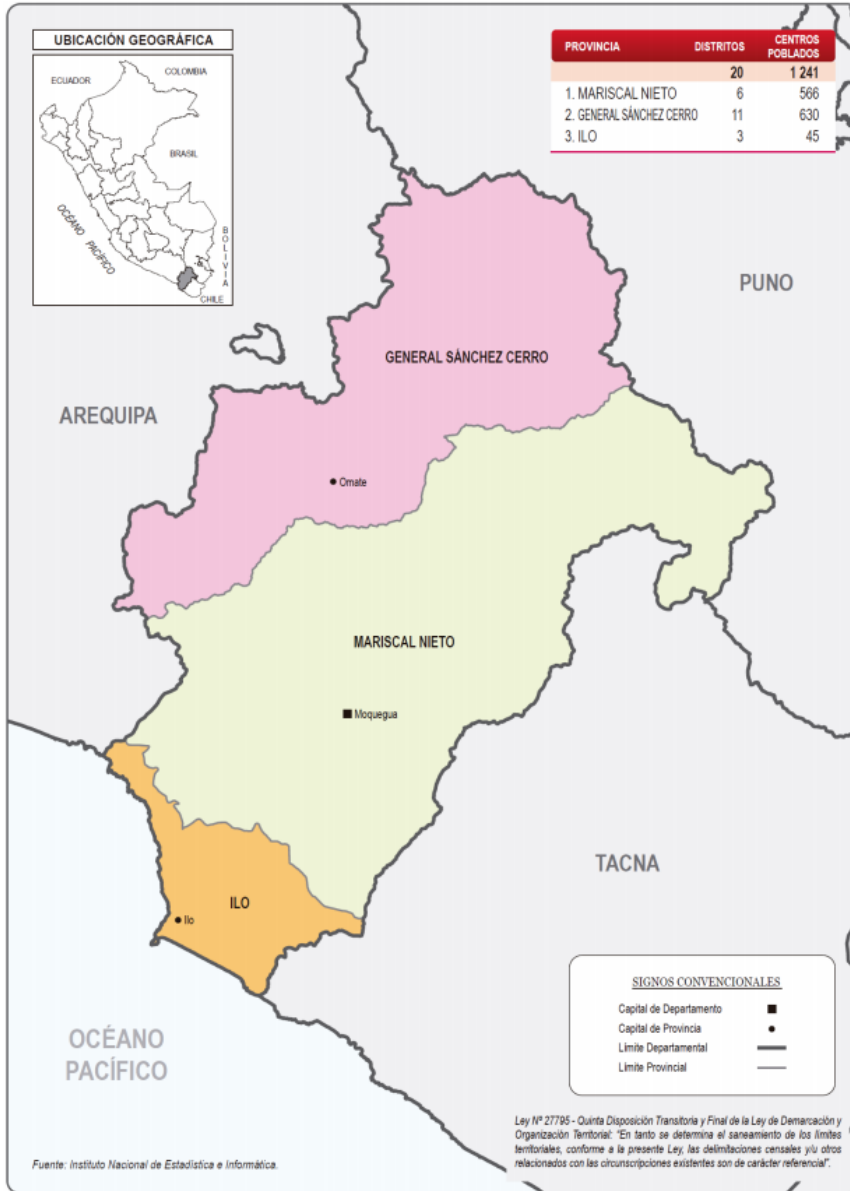 UBICACIÓN GEOGRÁFICA
ECUADOR
COLOMBIA
BRASIL
OCÉANO PACÍFICO
BOLIVIA
CHILE
PROVINCIA DISTRITOS CENTROS POBLADOS
20 1 241
1. MARISCAL NIETO 6 566
2. GENERAL SÁNCHEZ CERRO 11 630
3. ILO 3 45
PUNO
GENERAL SÁNCHEZ CERRO
AREQUIPA
Omate
MARISCAL NIETO
Moquegua
TACNA
ILO
Ilo
OCÉANO
PACÍFICO
SIGNOS CONVENCIONALES
Capital de Departamento
Capital de Provincia
Límite Departamental
Límite Provincial
Ley Nº 27795 - Quinta Disposición Transitoria y Final de la Ley de Demarcación y
Organización Territorial: "En tanto se determina el saneamiento de los límites
territoriales, conforme a la presente Ley, las delimitaciones censales y/u otros
relacionados con las circunscripciones existentes son de carácter referencial".
Fuente: Instituto Nacional de Estadística e Informática.